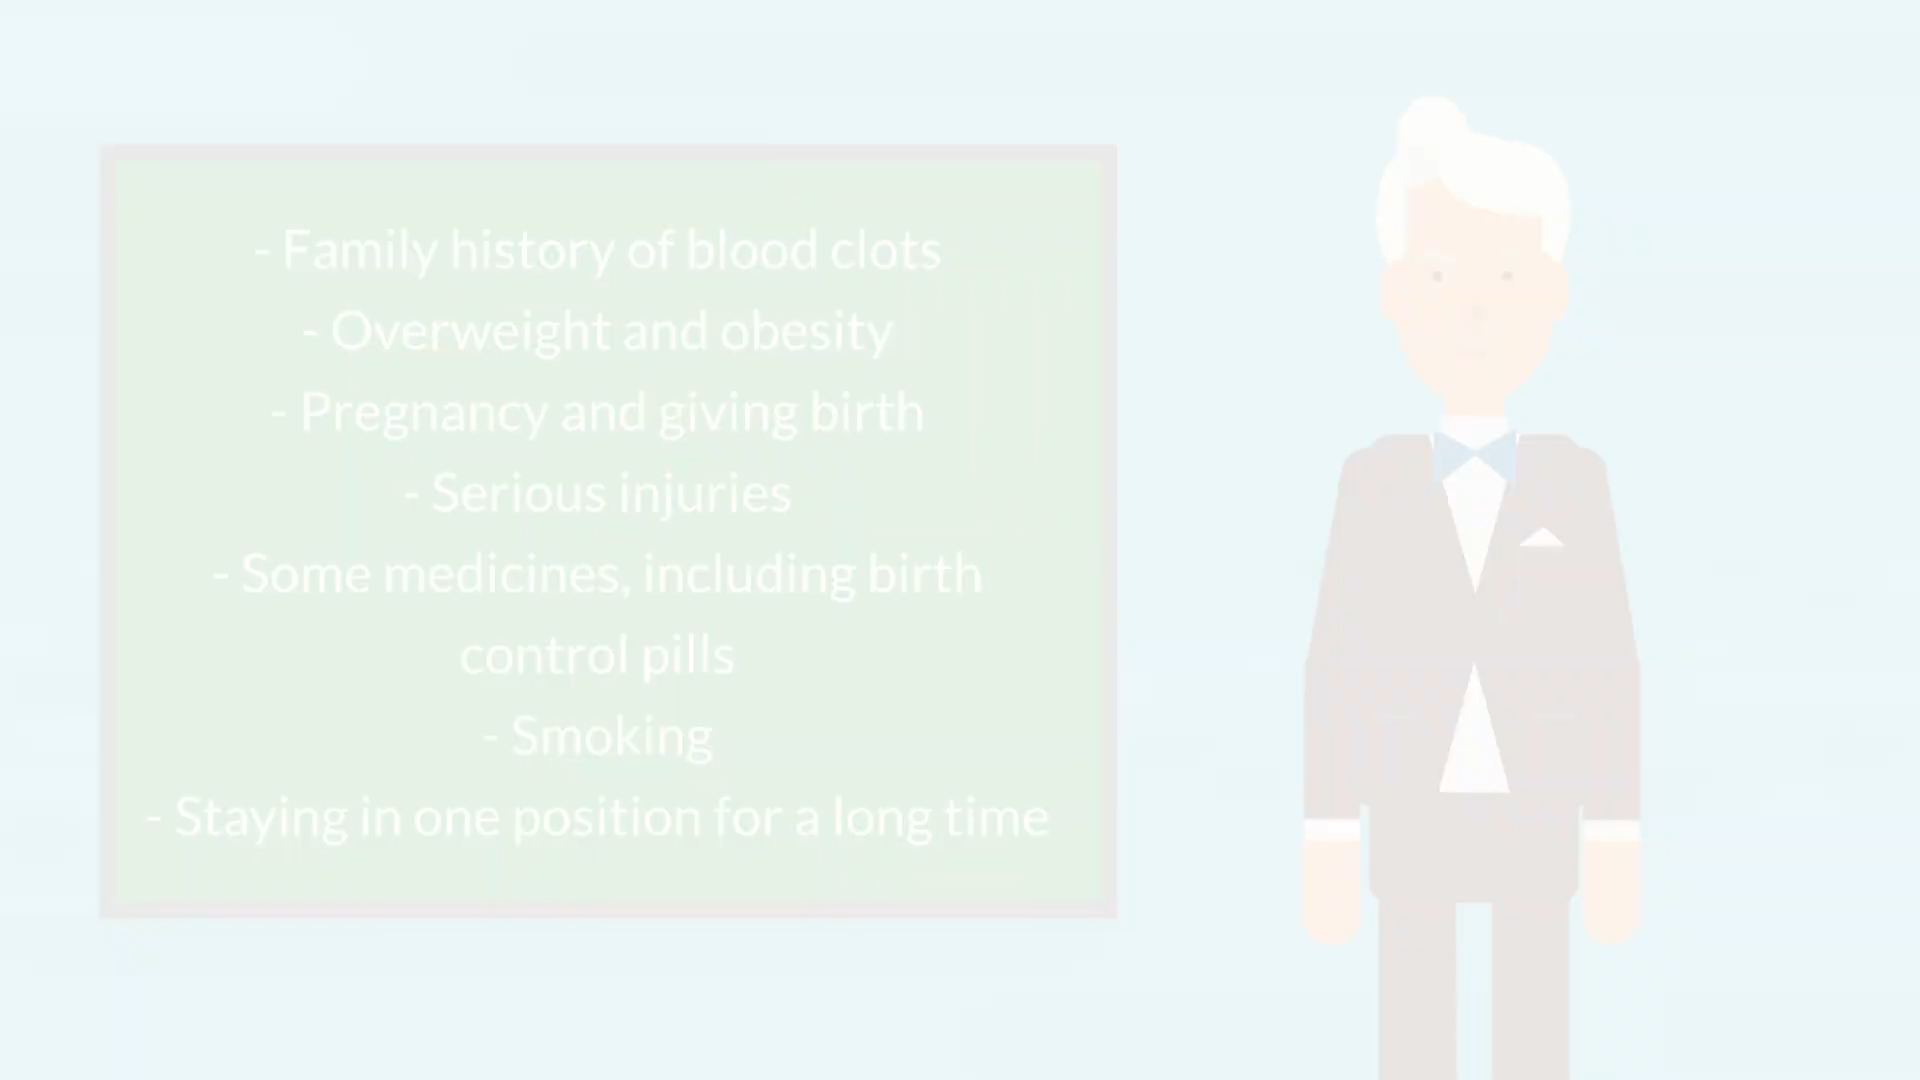 - Family history of blood clots
- Overweight and obesity
- Pregnancy and giving birth
- Serious injuries
- Some medicines, including birth
control pills
- Smoking
- Staying in one position for a long time